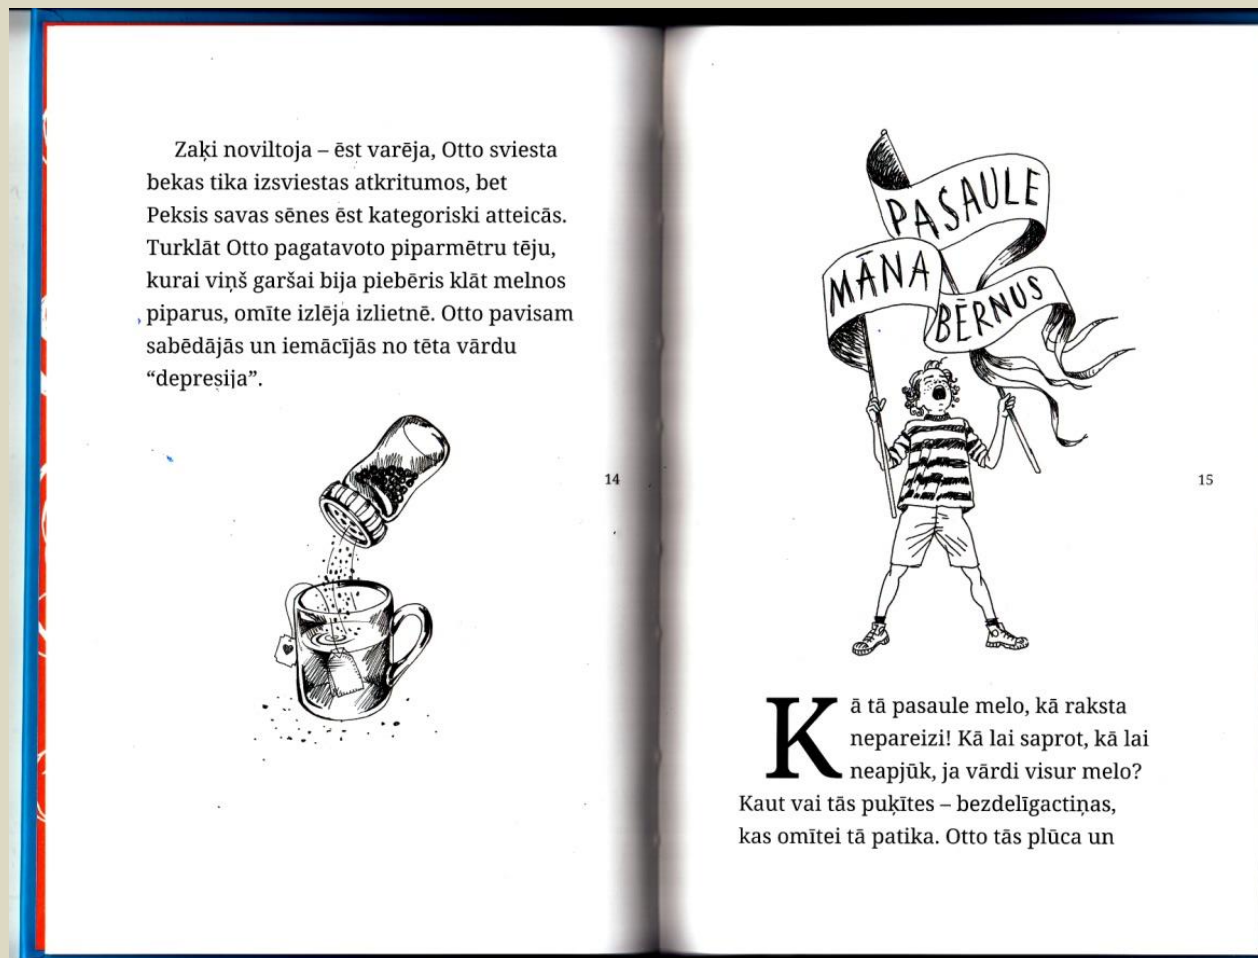 Zaķi noviltoja – ēst varēja, Otto sviesta
bekas tika izsviestas atkritumos, bet
Peksis savas sēnes ēst kategoriski atteicās.
Turklāt Otto pagatavoto piparmētru tēju,
kurai viņš garšai bija piebēris klāt melnos
piparus, omīte izlēja izlietnē. Otto pavisam
sabēdājās un iemācījās no tēta vārdu
“depresija”.
14
PASAULE
MĀNA
BĒRNUS
15
Kā tā pasaule melo, kā raksta
nepareizi! Kā lai saprot, kā lai
neapjūk, ja vārdi visur melo?
Kaut vai tās puķītes – bezdelīgactiņas,
kas omītei tā patika. Otto tās plūca un